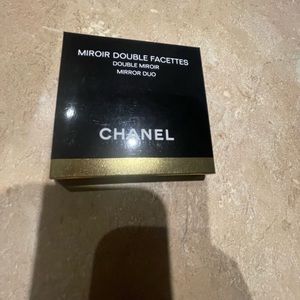 MIROIR DOUBLE FACETTES
DOUBLE MIROIR
MIRROR DUO
CHANEL